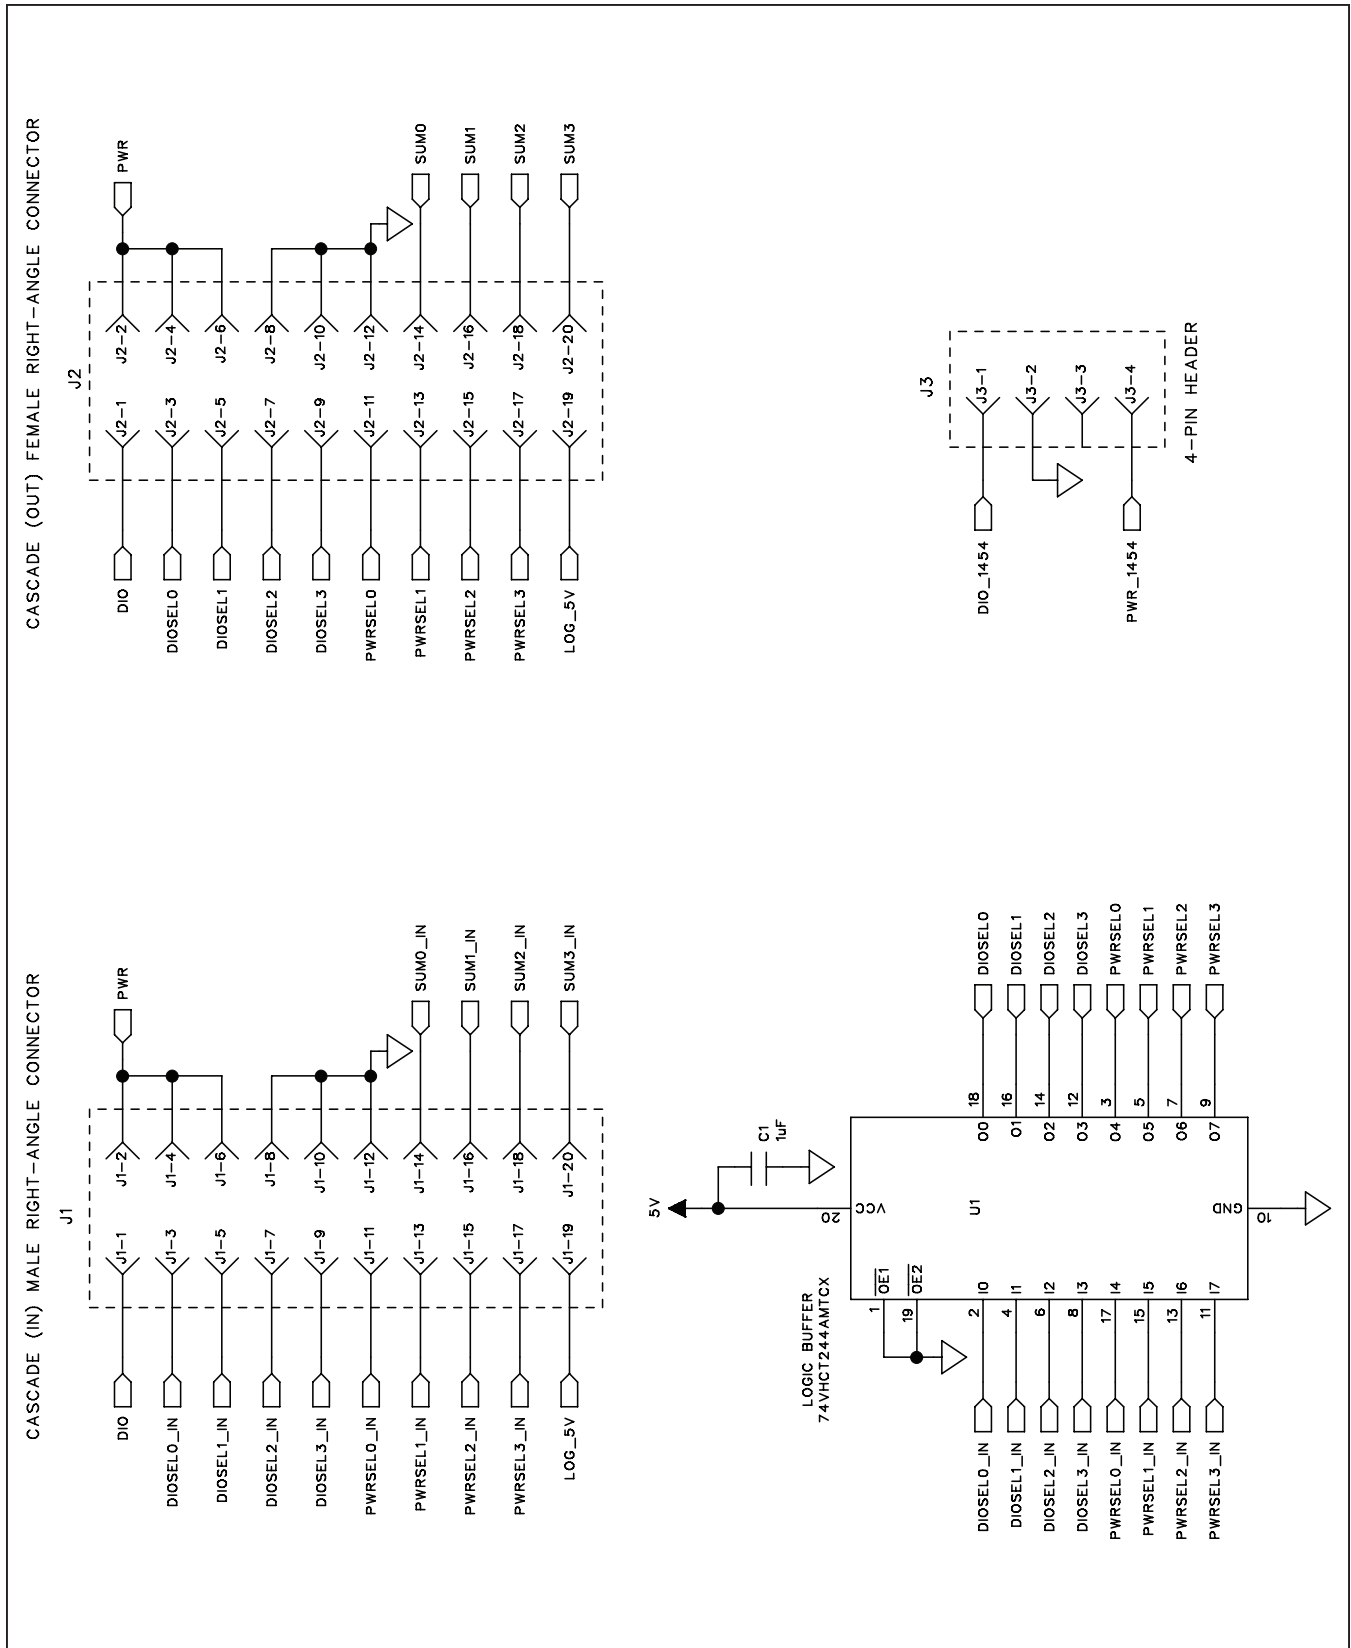 CASCADE (IN) MALE RIGHT-ANGLE CONNECTOR
J1
DIO J1-1 J1-2 PWR
DIOSEL0_IN J1-3 J1-4
DIOSEL1_IN J1-5 J1-6
DIOSEL2_IN J1-7 J1-8
DIOSEL3_IN J1-9 J1-10
PWRSEL0_IN J1-11 J1-12
PWRSEL1_IN J1-13 J1-14 SUM0_IN
PWRSEL2_IN J1-15 J1-16 SUM1_IN
PWRSEL3_IN J1-17 J1-18 SUM2_IN
LOG_5V J1-19 J1-20 SUM3_IN
CASCADE (OUT) FEMALE RIGHT-ANGLE CONNECTOR
J2
DIO J2-1 J2-2 PWR
DIOSEL0 J2-3 J2-4
DIOSEL1 J2-5 J2-6
DIOSEL2 J2-7 J2-8
DIOSEL3 J2-9 J2-10
PWRSEL0 J2-11 J2-12
PWRSEL1 J2-13 J2-14 SUM0
PWRSEL2 J2-15 J2-16 SUM1
PWRSEL3 J2-17 J2-18 SUM2
LOG_5V J2-19 J2-20 SUM3
5V
C1
1uF
LOGIC BUFFER
74VHCT244AMTCX
20 VCC
1 OE1
19 OE2
U1
DIOSEL0_IN 2 I0 O0 18 DIOSEL0
DIOSEL1_IN 4 I1 O1 16 DIOSEL1
DIOSEL2_IN 6 I2 O2 14 DIOSEL2
DIOSEL3_IN 8 I3 O3 12 DIOSEL3
PWRSEL0_IN 17 I4 O4 3 PWRSEL0
PWRSEL1_IN 15 I5 O5 5 PWRSEL1
PWRSEL2_IN 13 I6 O6 7 PWRSEL2
PWRSEL3_IN 11 I7 O7 9 PWRSEL3
GND 10
J3
DIO_1454 J3-1
J3-2
J3-3
PWR_1454 J3-4
4-PIN HEADER